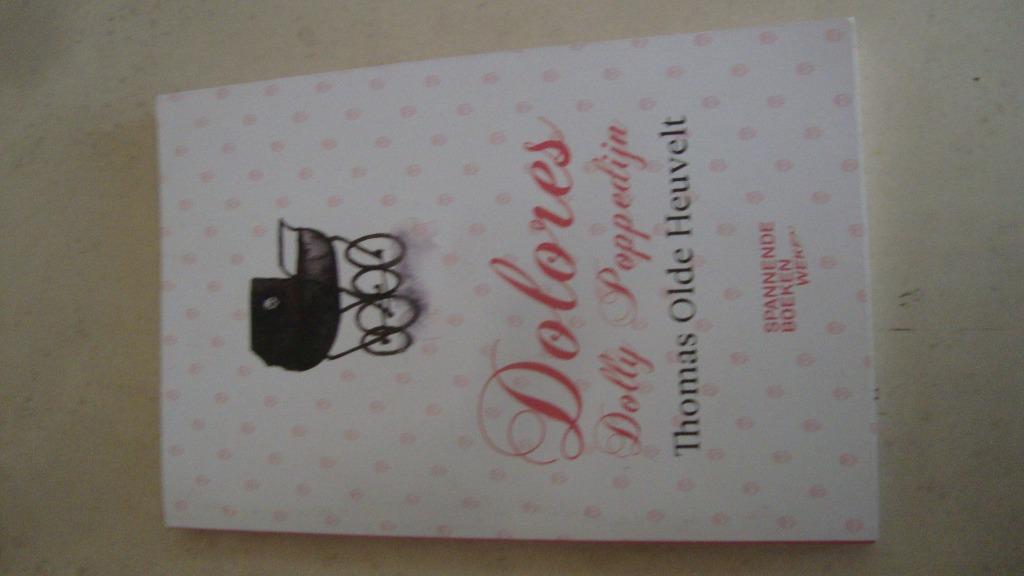 Dolores
Dolly Poppedijn
Thomas Olde Heuvelt
SPANNENDE
BOEKEN
WEKEN